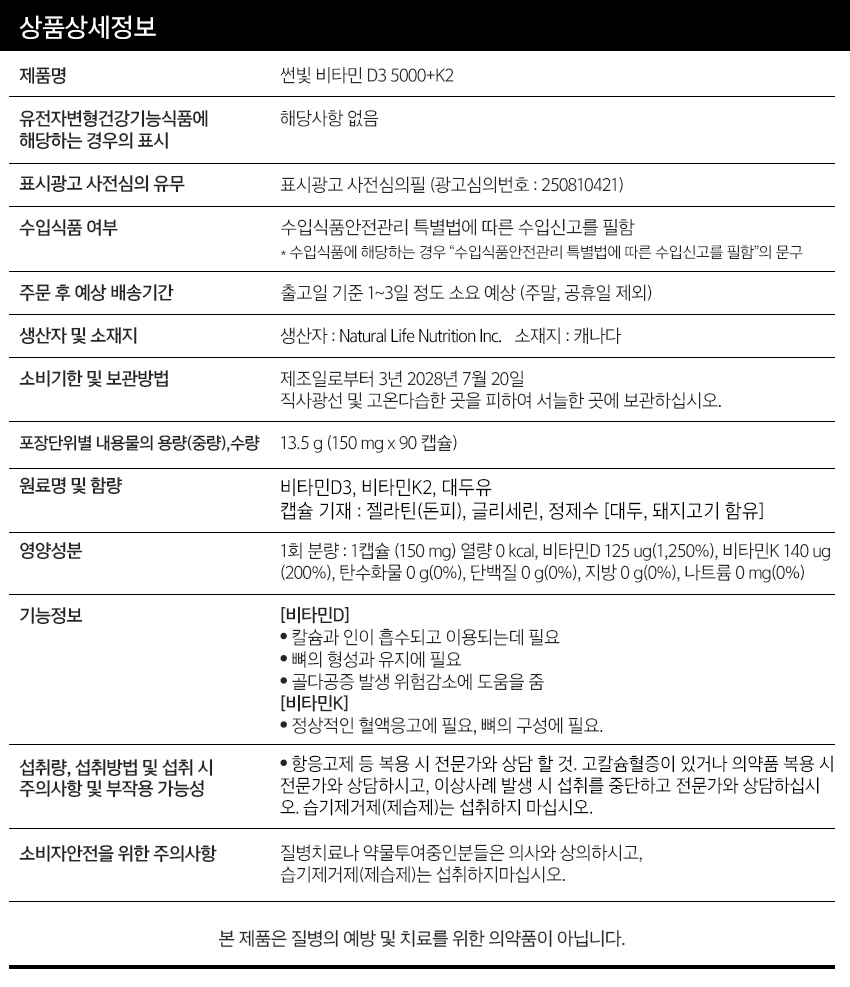 상품상세정보
제품명
썬빛 비타민 D3 5000+K2
유전자변형건강기능식품에
해당하는 경우의 표시
해당사항 없음
표시광고 사전심의 유무
표시광고 사전심의필 (광고심의번호 : 250810421)
수입식품 여부
수입식품안전관리 특별법에 따른 수입신고를 필함
* 수입식품에 해당하는 경우 “수입식품안전관리 특별법에 따른 수입신고를 필함”의 문구
주문 후 예상 배송기간
출고일 기준 1~3일 정도 소요 예상 (주말, 공휴일 제외)
생산자 및 소재지
생산자 : Natural Life Nutrition Inc. 소재지 : 캐나다
소비기한 및 보관방법
제조일로부터 3년 2028년 7월 20일
직사광선 및 고온다습한 곳을 피하여 서늘한 곳에 보관하십시오.
포장단위별 내용물의 용량(중량),수량
13.5 g (150 mg x 90 캡슐)
원료명 및 함량
비타민D3, 비타민K2, 대두유
캡슐 기재 : 젤라틴(돈피), 글리세린, 정제수 [대두, 돼지고기 함유]
영양성분
1회 분량 : 1캡슐 (150 mg) 열량 0 kcal, 비타민D 125 ug(1,250%), 비타민K 140 ug
(200%), 탄수화물 0 g(0%), 단백질 0 g(0%), 지방 0 g(0%), 나트륨 0 mg(0%)
기능정보
[비타민D]
• 칼슘과 인이 흡수되고 이용되는데 필요
• 뼈의 형성과 유지에 필요
• 골다공증 발생 위험감소에 도움을 줌
[비타민K]
• 정상적인 혈액응고에 필요, 뼈의 구성에 필요.
섭취량, 섭취방법 및 섭취 시
주의사항 및 부작용 가능성
• 항응고제 등 복용 시 전문가와 상담 할 것. 고칼슘혈증이 있거나 의약품 복용 시
전문가와 상담하시고, 이상사례 발생 시 섭취를 중단하고 전문가와 상담하십시
오. 습기제거제(제습제)는 섭취하지 마십시오.
소비자안전을 위한 주의사항
질병치료나 약물투여중인분들은 의사와 상의하시고,
습기제거제(제습제)는 섭취하지마십시오.
본 제품은 질병의 예방 및 치료를 위한 의약품이 아닙니다.